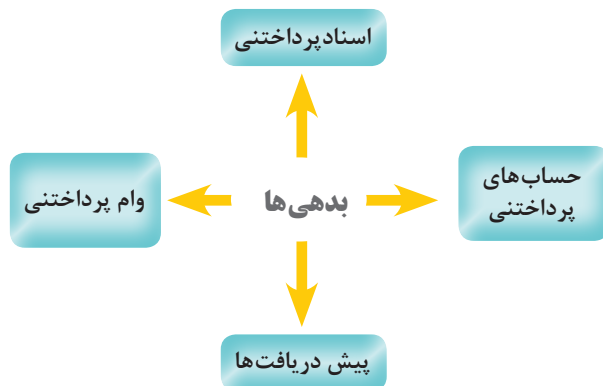 اسناد پرداختنی
حساب‌های
پرداختنی
بدهی‌ها
وام پرداختنی
پیش دریافت‌ها